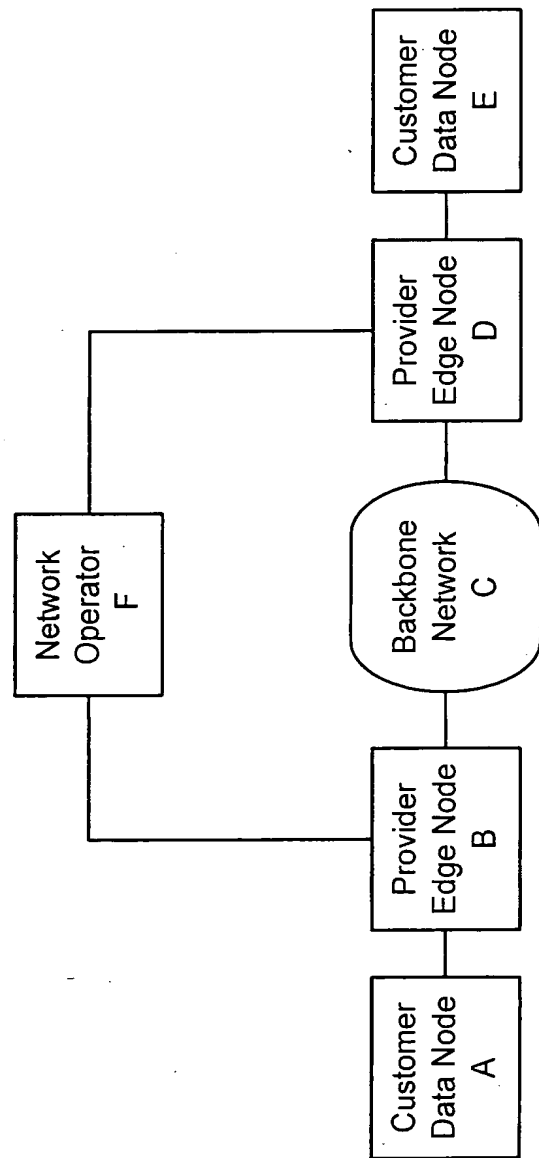 Network
Operator
F
Customer
Data Node
A
Provider
Edge Node
B
Backbone
Network
C
Provider
Edge Node
D
Customer
Data Node
E